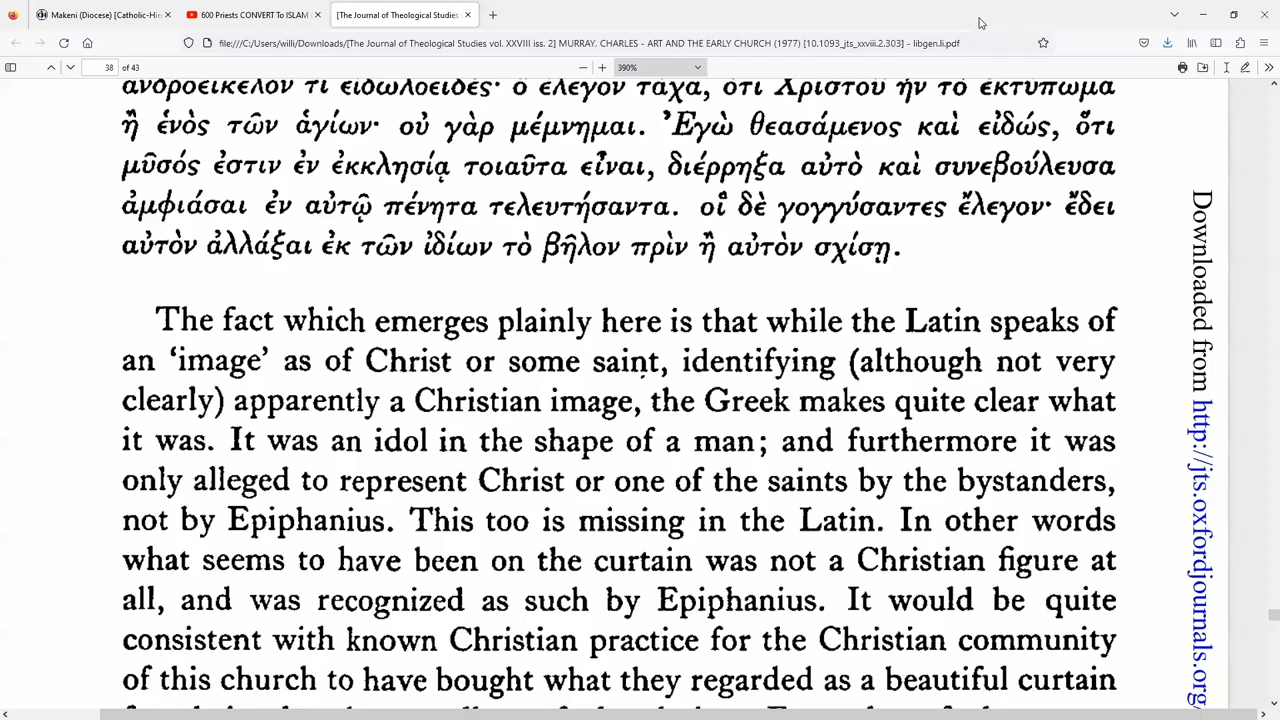 Makeni (Diocese) [Catholic-Hie
600 Priests CONVERT To ISLAM
[The Journal of Theological Studies
file:///C:/Users/willi/Downloads/[The Journal of Theological Studies vol. XXVIII iss. 2] MURRAY. CHARLES - ART AND THE EARLY CHURCH (1977) [10.1093_jts_xxviii.2.303] - libgen.li.pdf
38 of 43
390%
ἀνδροείκελόν τι εἰδωλοειδές· ὃ ἔλεγον τάχα, ὅτι Χριστοῦ ἦν τὸ ἐκτύπωμα
ἢ ἑνὸς τῶν ἁγίων· οὐ γὰρ μέμνημαι. Ἐγὼ θεασάμενος καὶ εἰδώς, ὅτι
μῦσός ἐστιν ἐν ἐκκλησίᾳ τοιαῦτα εἶναι, διέρρηξα αὐτὸ καὶ συνεβούλευσα
ἀμφιάσαι ἐν αὐτῷ πένητα τελευτήσαντα. οἳ δὲ γογγύσαντες ἔλεγον· ἔδει
αὐτὸν ἀλλάξαι ἐκ τῶν ἰδίων τὸ βῆλον πρὶν ἢ αὐτὸν σχίσῃ.
The fact which emerges plainly here is that while the Latin speaks of
an ‘image’ as of Christ or some saint, identifying (although not very
clearly) apparently a Christian image, the Greek makes quite clear what
it was. It was an idol in the shape of a man; and furthermore it was
only alleged to represent Christ or one of the saints by the bystanders,
not by Epiphanius. This too is missing in the Latin. In other words
what seems to have been on the curtain was not a Christian figure at
all, and was recognized as such by Epiphanius. It would be quite
consistent with known Christian practice for the Christian community
of this church to have bought what they regarded as a beautiful curtain
Downloaded from http://jts.oxfordjournals.org/